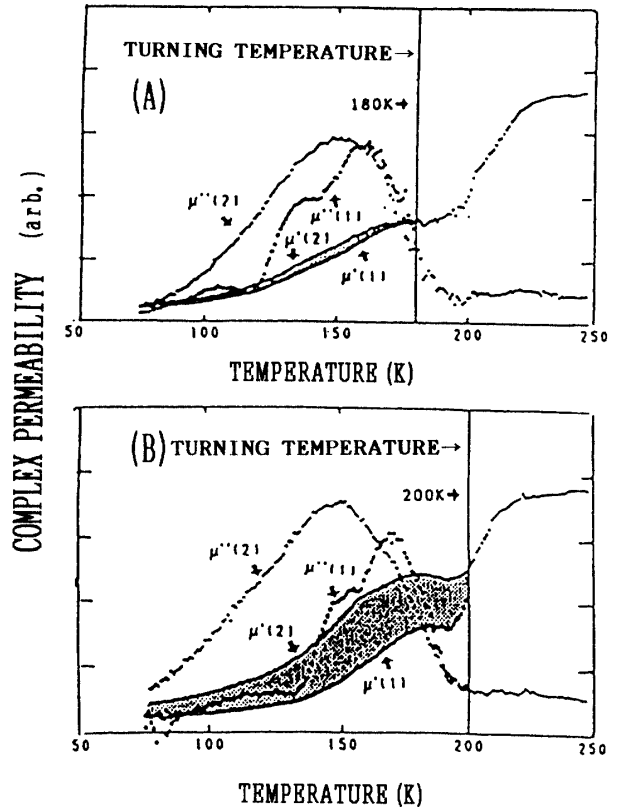 COMPLEX PERMEABILITY (arb.)
TURNING TEMPERATURE→
(A)
180K→
μ''(2)
μ''(1)
μ'(2)
μ'(1)
50 100 150 200 250
TEMPERATURE (K)
(B) TURNING TEMPERATURE→
200K→
μ''(2)
μ''(1)
μ'(2)
μ'(1)
50 100 150 200 250
TEMPERATURE (K)